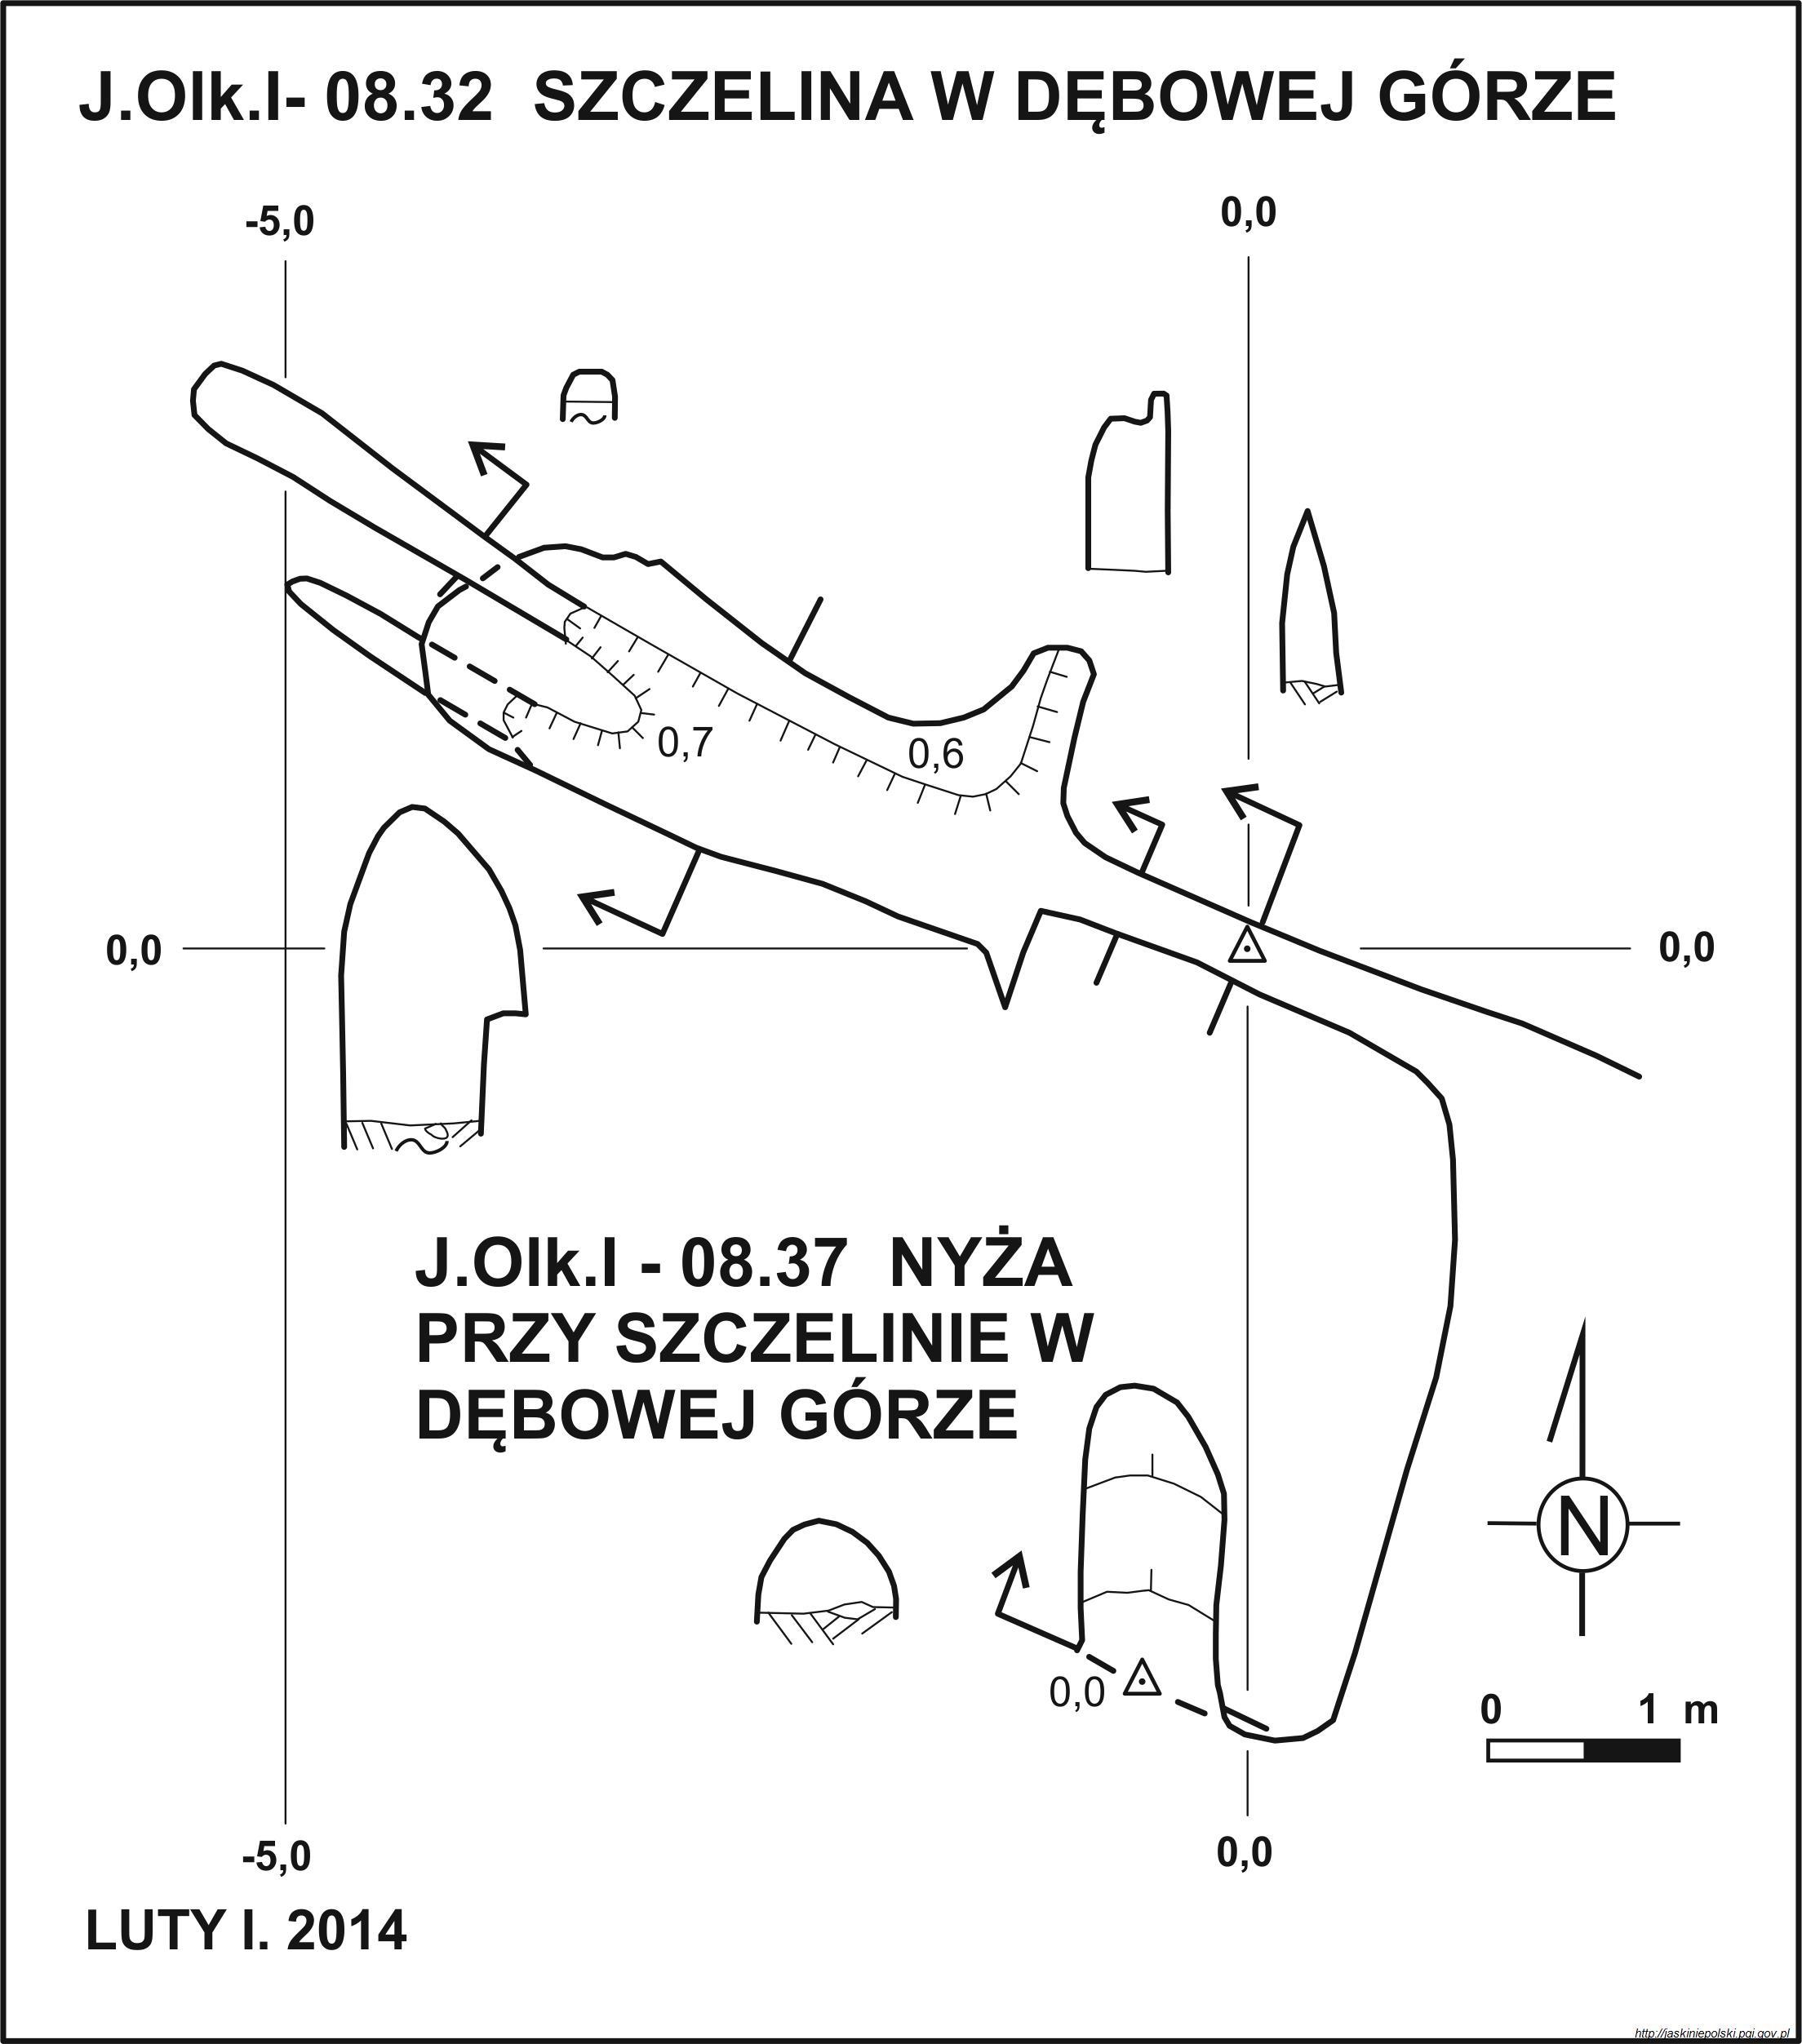 J.Olk.I- 08.32 SZCZELINA W DĘBOWEJ GÓRZE
-5,0
0,0
0,7
0,6
0,0
0,0
J.Olk.I - 08.37 NYŻA
PRZY SZCZELINIE W
DĘBOWEJ GÓRZE
N
0,0
0 1 m
-5,0
0,0
LUTY I. 2014
http://jaskiniepolski.pgi.gov.pl